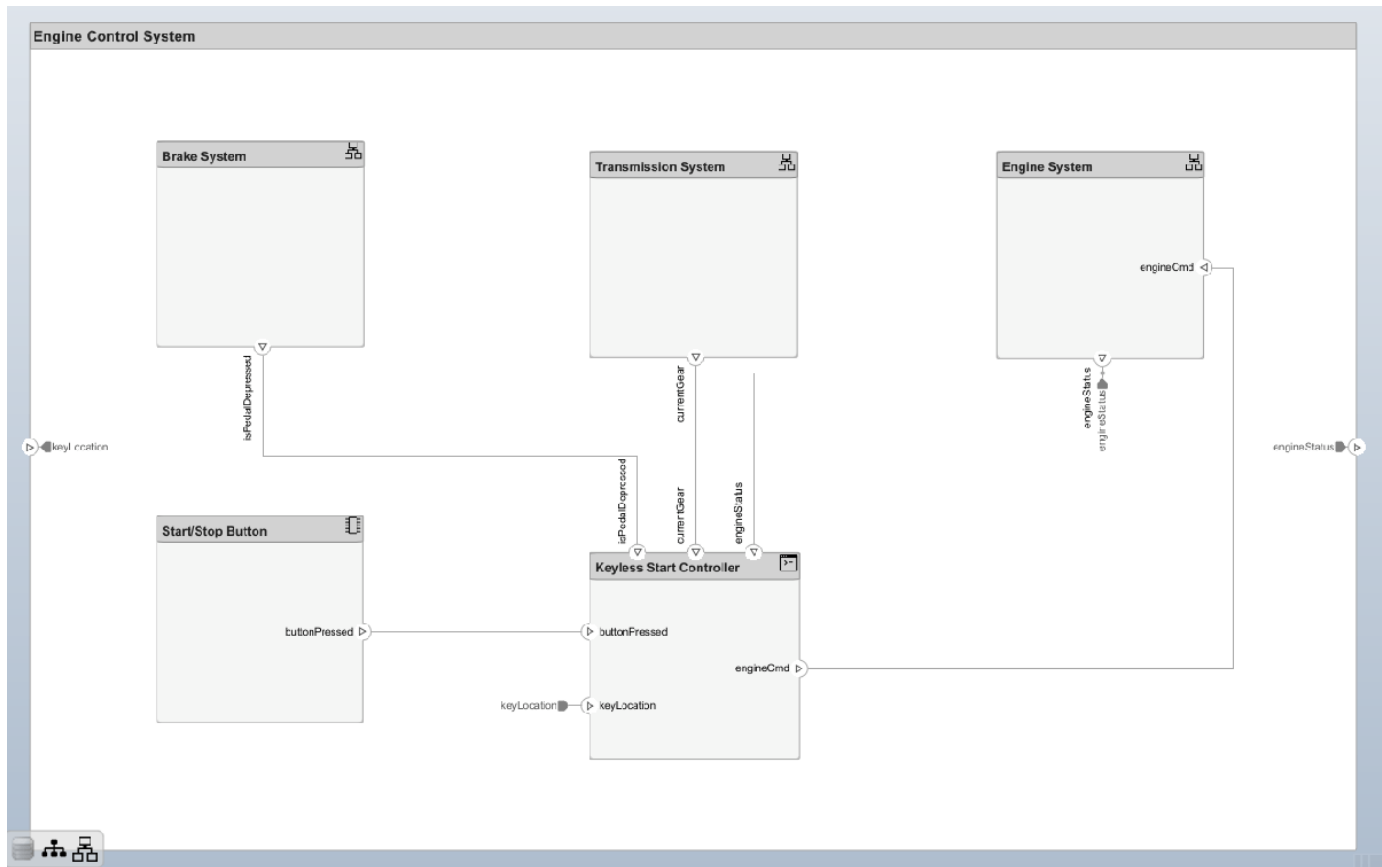 Engine Control System
Brake System
Transmission System
Engine System
engineCmd
isPedalDepressed
currentGear
engineStatus
engineStatus
keyLocation
engineStatus
isPedalDepressed
currentGear
engineStatus
Start/Stop Button
Keyless Start Controller
buttonPressed
buttonPressed
engineCmd
keyLocation
keyLocation